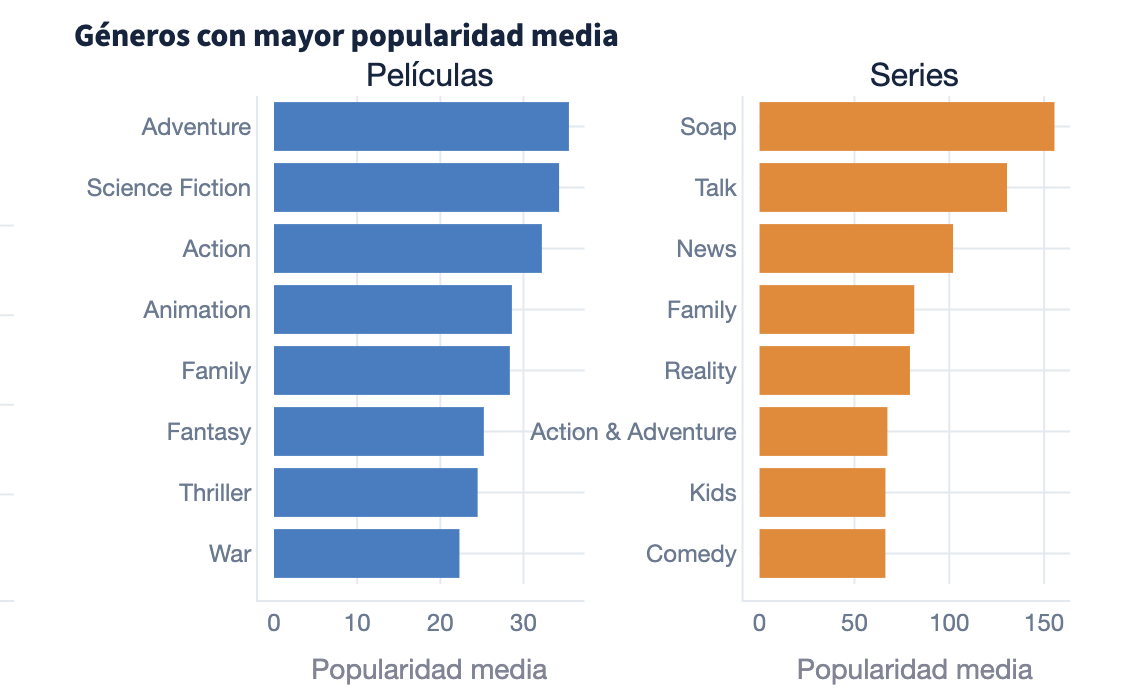 Géneros con mayor popularidad media
Películas
Adventure
Science Fiction
Action
Animation
Family
Fantasy
Thriller
War
0 10 20 30
Popularidad media
Series
Soap
Talk
News
Family
Reality
Action & Adventure
Kids
Comedy
0 50 100 150
Popularidad media